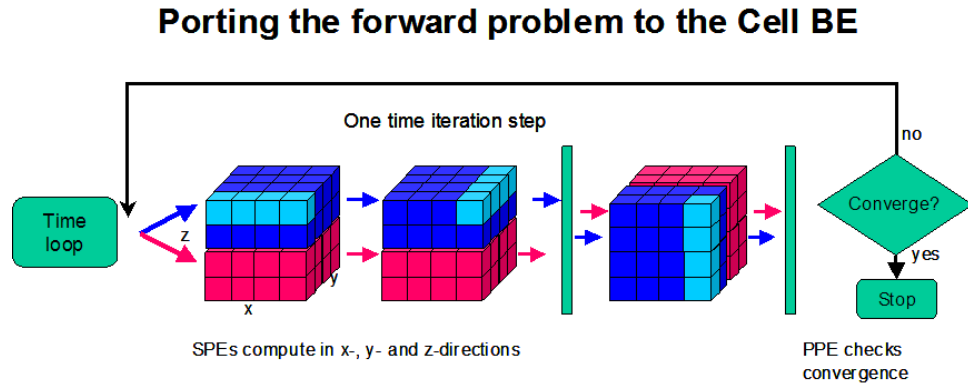 Porting the forward problem to the Cell BE
One time iteration step
no
Time
loop
z
y
x
Converge?
yes
Stop
SPEs compute in x-, y- and z-directions
PPE checks
convergence